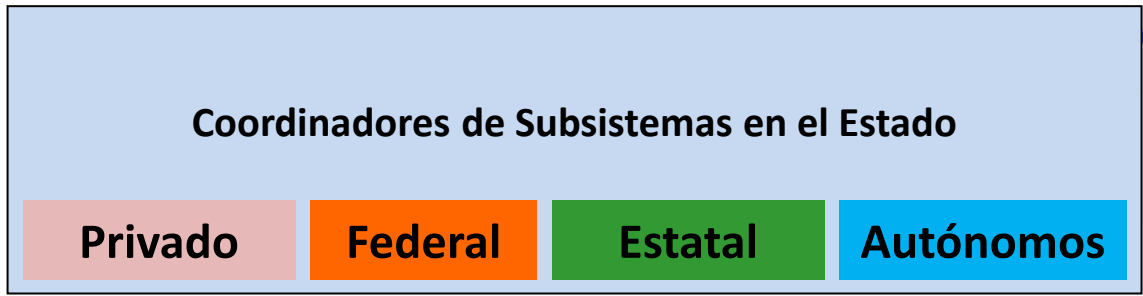 Coordinadores de Subsistemas en el Estado
Privado
Federal
Estatal
Autónomos